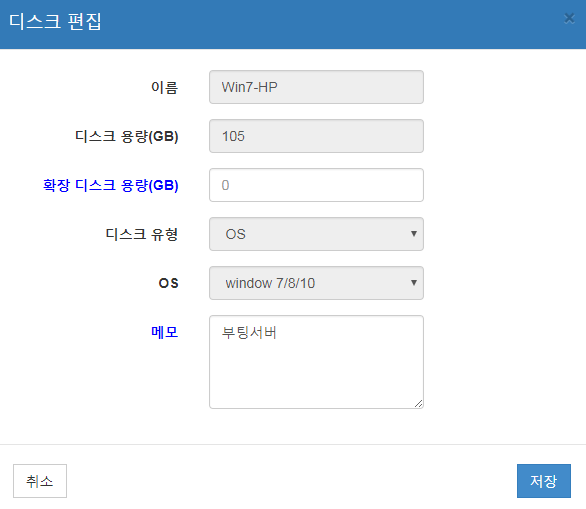 디스크 편집 ×
이름 Win7-HP
디스크 용량(GB) 105
확장 디스크 용량(GB) 0
디스크 유형 OS
OS window 7/8/10
메모 부팅서버
취소 저장